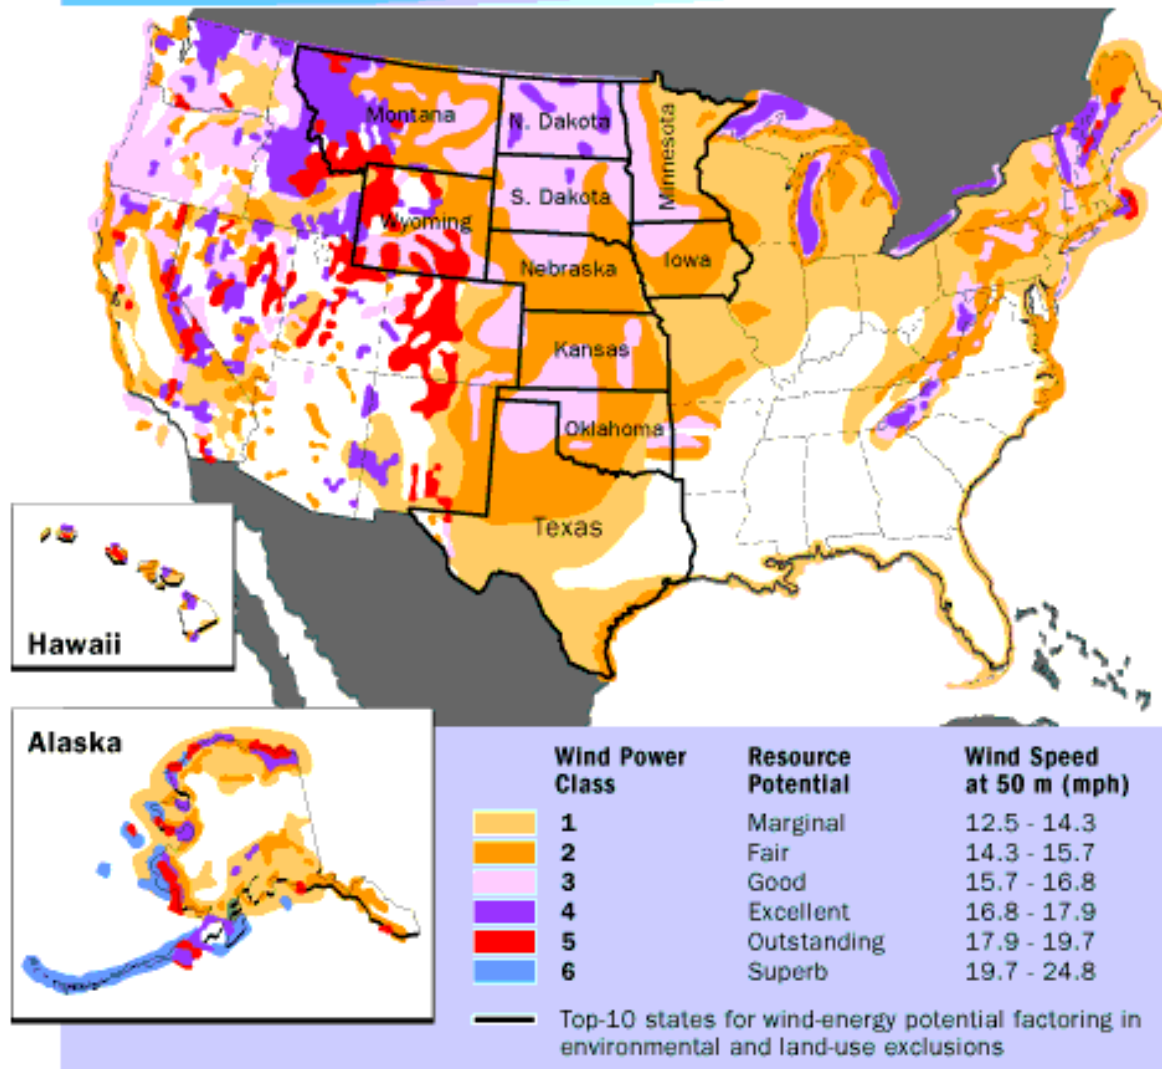 Montana
N. Dakota
Minnesota
S. Dakota
Wyoming
Nebraska
Iowa
Kansas
Oklahoma
Texas
Hawaii
Alaska
Wind Power Class Resource Potential Wind Speed at 50 m (mph)
1 Marginal 12.5 - 14.3
2 Fair 14.3 - 15.7
3 Good 15.7 - 16.8
4 Excellent 16.8 - 17.9
5 Outstanding 17.9 - 19.7
6 Superb 19.7 - 24.8
Top-10 states for wind-energy potential factoring in
environmental and land-use exclusions